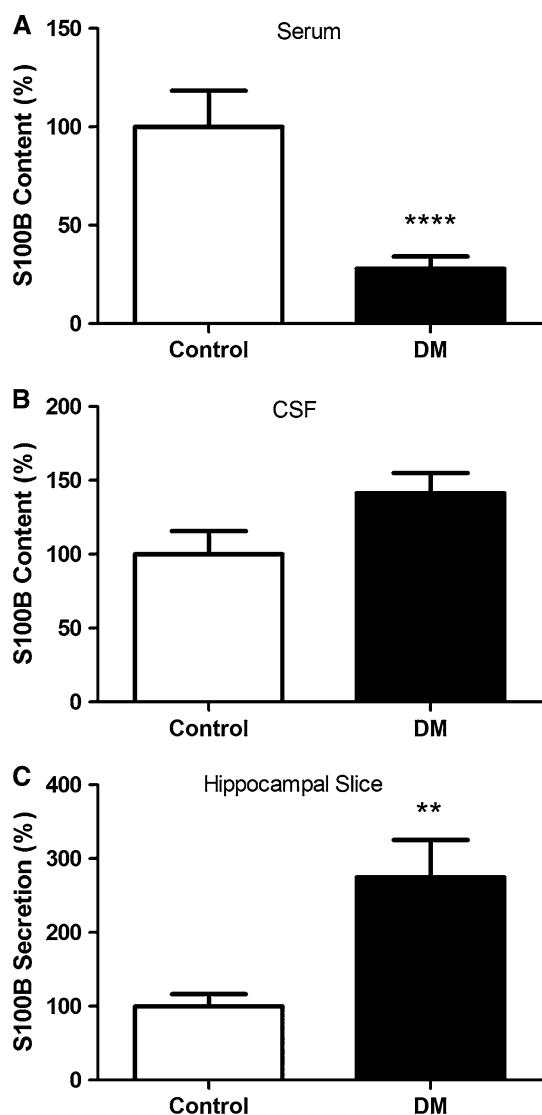 A
Serum
S100B Content (%)
150
100
50
0
****
Control DM
B
CSF
S100B Content (%)
200
150
100
50
0
Control DM
C
Hippocampal Slice
S100B Secretion (%)
400
300
200
100
0
**
Control DM